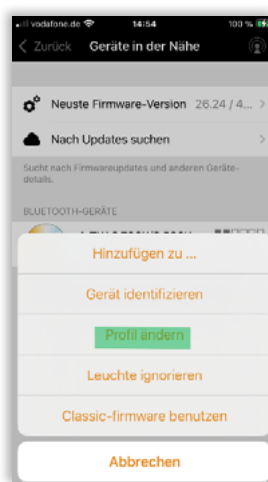 vodafone.de 14:54 100 %
Zurück Geräte in der Nähe
Neuste Firmware-Version 26.24 / 4...
Nach Updates suchen
Sucht nach Firmwareupdates und anderen Geräte-
details.
BLUETOOTH-GERÄTE
Hinzufügen zu ...
Gerät identifizieren
Profil ändern
Leuchte ignorieren
Classic-firmware benutzen
Abbrechen